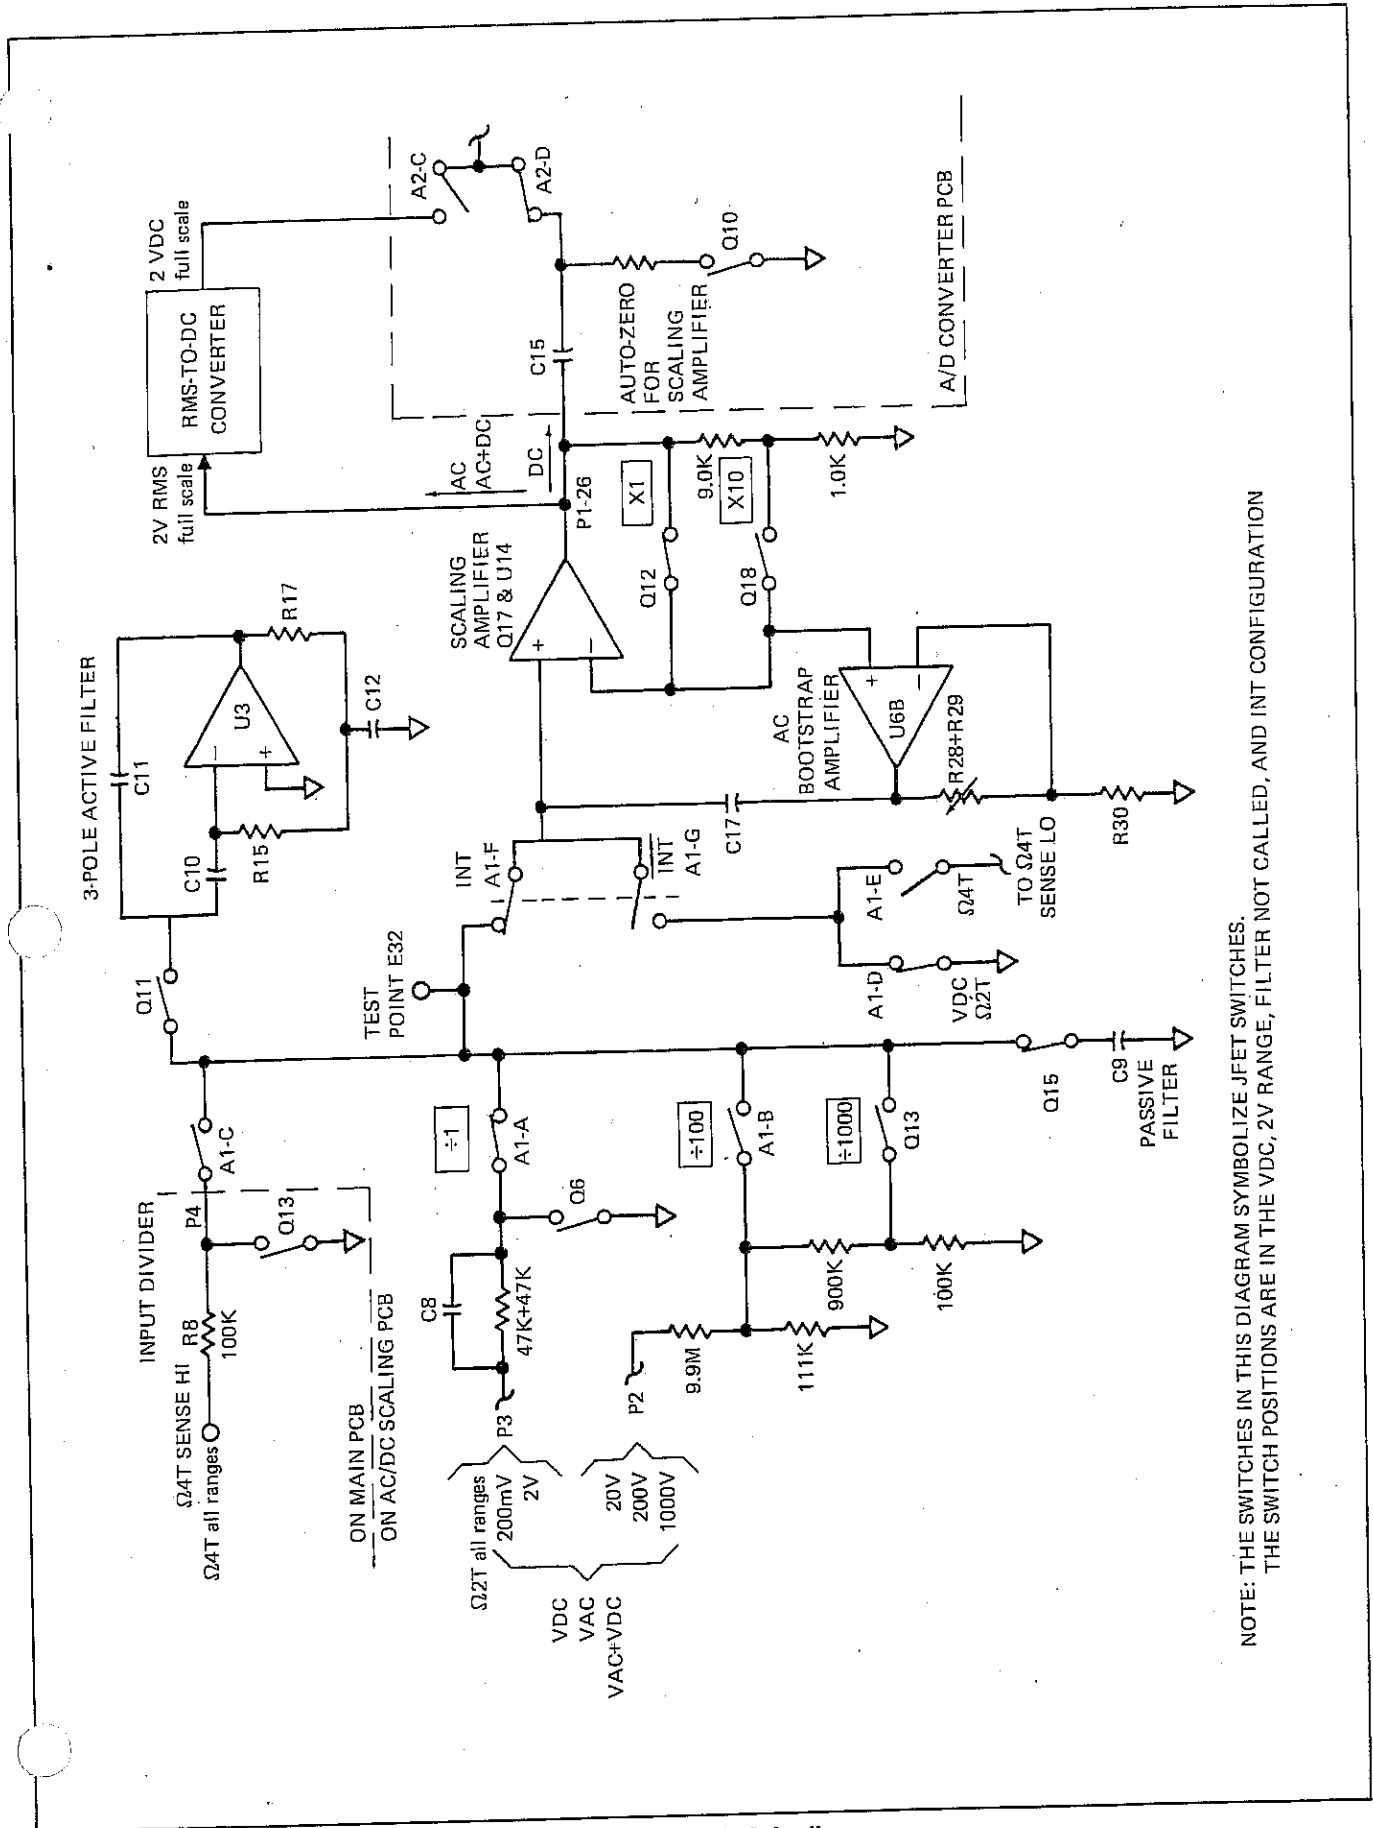 INPUT DIVIDER
Ω4T SENSE HI
Ω4T all ranges
R8
100K
P4
Q13
A1-C
ON MAIN PCB
ON AC/DC SCALING PCB
Q11
3-POLE ACTIVE FILTER
C10
C11
R15
−
+
U3
R17
C12
TEST
POINT E32
Ω2T all ranges
200mV
2V
P3
VDC
VAC
VAC+VDC
20V
200V
1000V
P2
C8
47K+47K
÷1
A1-A
Q6
9.9M
111K
÷100
A1-B
900K
100K
÷1000
Q13
Q15
C9
PASSIVE
FILTER
INT
A1-F
INT
A1-G
A1-D
VDC
Ω2T
A1-E
Ω4T
TO Ω4T
SENSE LO
C17
SCALING
AMPLIFIER
Q17 & U14
+
−
P1-26
AC
BOOTSTRAP
AMPLIFIER
U6B
+
−
R28+R29
R30
Q12
X1
Q18
X10
9.0K
1.0K
2V RMS
full scale
RMS-TO-DC
CONVERTER
2 VDC
full scale
AC
AC+DC
DC
C15
AUTO-ZERO
FOR
SCALING
AMPLIFIER
Q10
A2-C
A2-D
A/D CONVERTER PCB
NOTE: THE SWITCHES IN THIS DIAGRAM SYMBOLIZE JFET SWITCHES.
THE SWITCH POSITIONS ARE IN THE VDC, 2V RANGE, FILTER NOT CALLED, AND INT CONFIGURATION